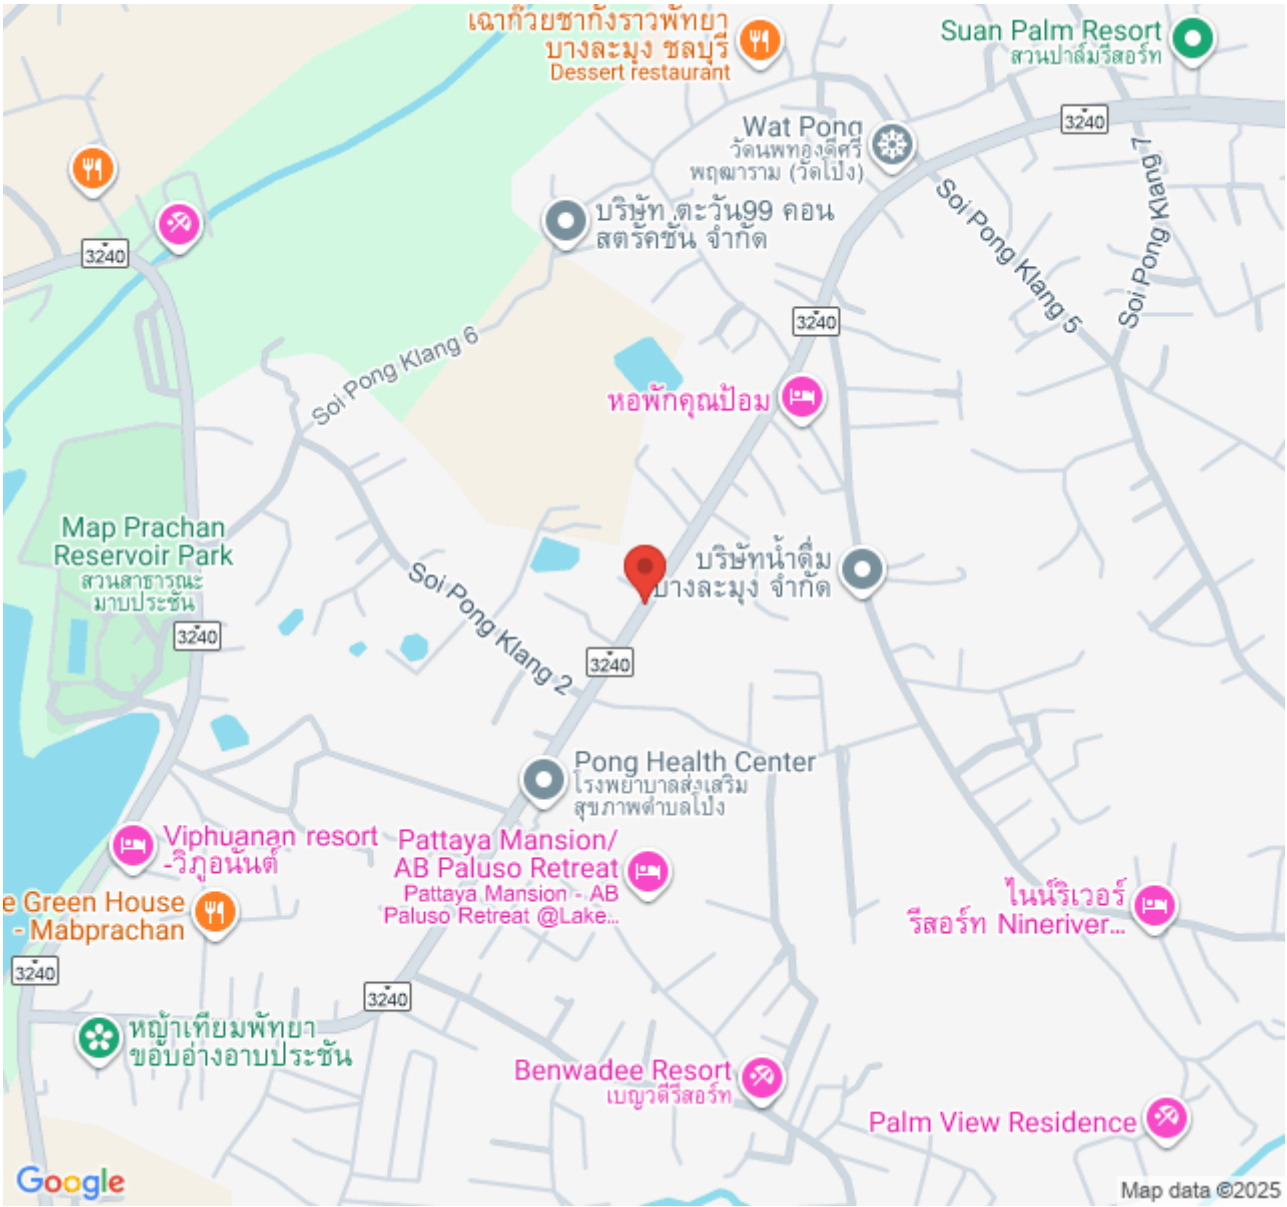 เฉาก๊วยชากังราวพัทยา
บางละมุง ชลบุรี
Dessert restaurant
Suan Palm Resort
สวนปาล์มรีสอร์ท
3240
Wat Pong
วัดนพทองดีศรี
พฤฒาราม (วัดโป่ง)
Soi Pong Klang 7
Soi Pong Klang 5
บริษัท ตะวัน99 คอน
สตรัคชั่น จำกัด
3240
3240
Soi Pong Klang 6
หอพักคุณป้อม
Map Prachan
Reservoir Park
สวนสาธารณะ
มาบประชัน
บริษัทน้ำดื่ม
บางละมุง จำกัด
Soi Pong Klang 2
3240
3240
Pong Health Center
โรงพยาบาลส่งเสริม
สุขภาพตำบลโป่ง
Viphuanan resort
-วิภูอนันต์
Pattaya Mansion/
AB Paluso Retreat
Pattaya Mansion - AB
Paluso Retreat @Lake...
e Green House
- Mabprachan
ไนน์ริเวอร์
รีสอร์ท Nineriver...
3240
3240
หญ้าเทียมพัทยา
ขอบอ่างอาบประชัน
Benwadee Resort
เบญวดีรีสอร์ท
Palm View Residence
Google
Map data ©2025